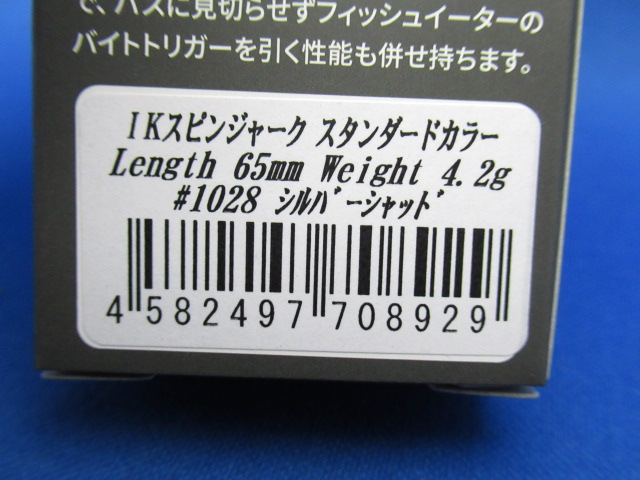 で、バスに見切らせずフィッシュイーターの
バイトトリガーを引く性能も併せ持ちます。
IKスピンジャーク スタンダードカラー
Length 65mm Weight 4.2g
#1028 シルバーシャッド
4 582497 708929